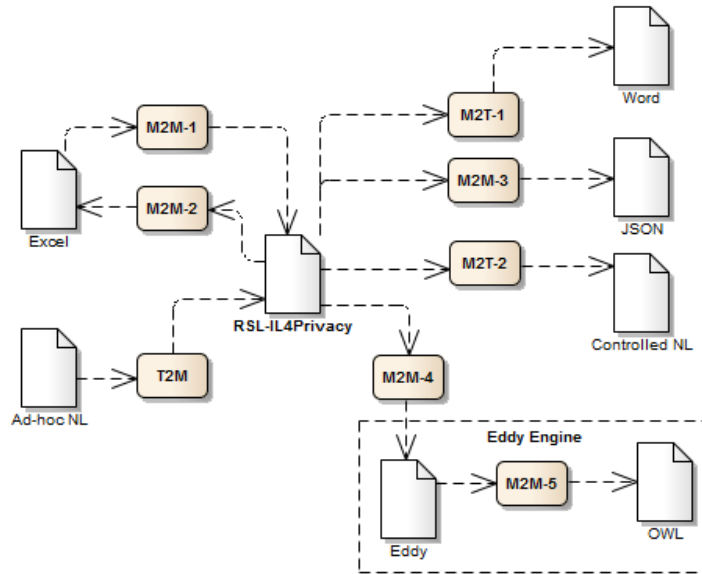 Word
M2T-1
M2M-1
M2M-3
JSON
M2M-2
Excel
M2T-2
RSL-IL4Privacy
Controlled NL
T2M
M2M-4
Ad-hoc NL
Eddy Engine
M2M-5
Eddy
OWL